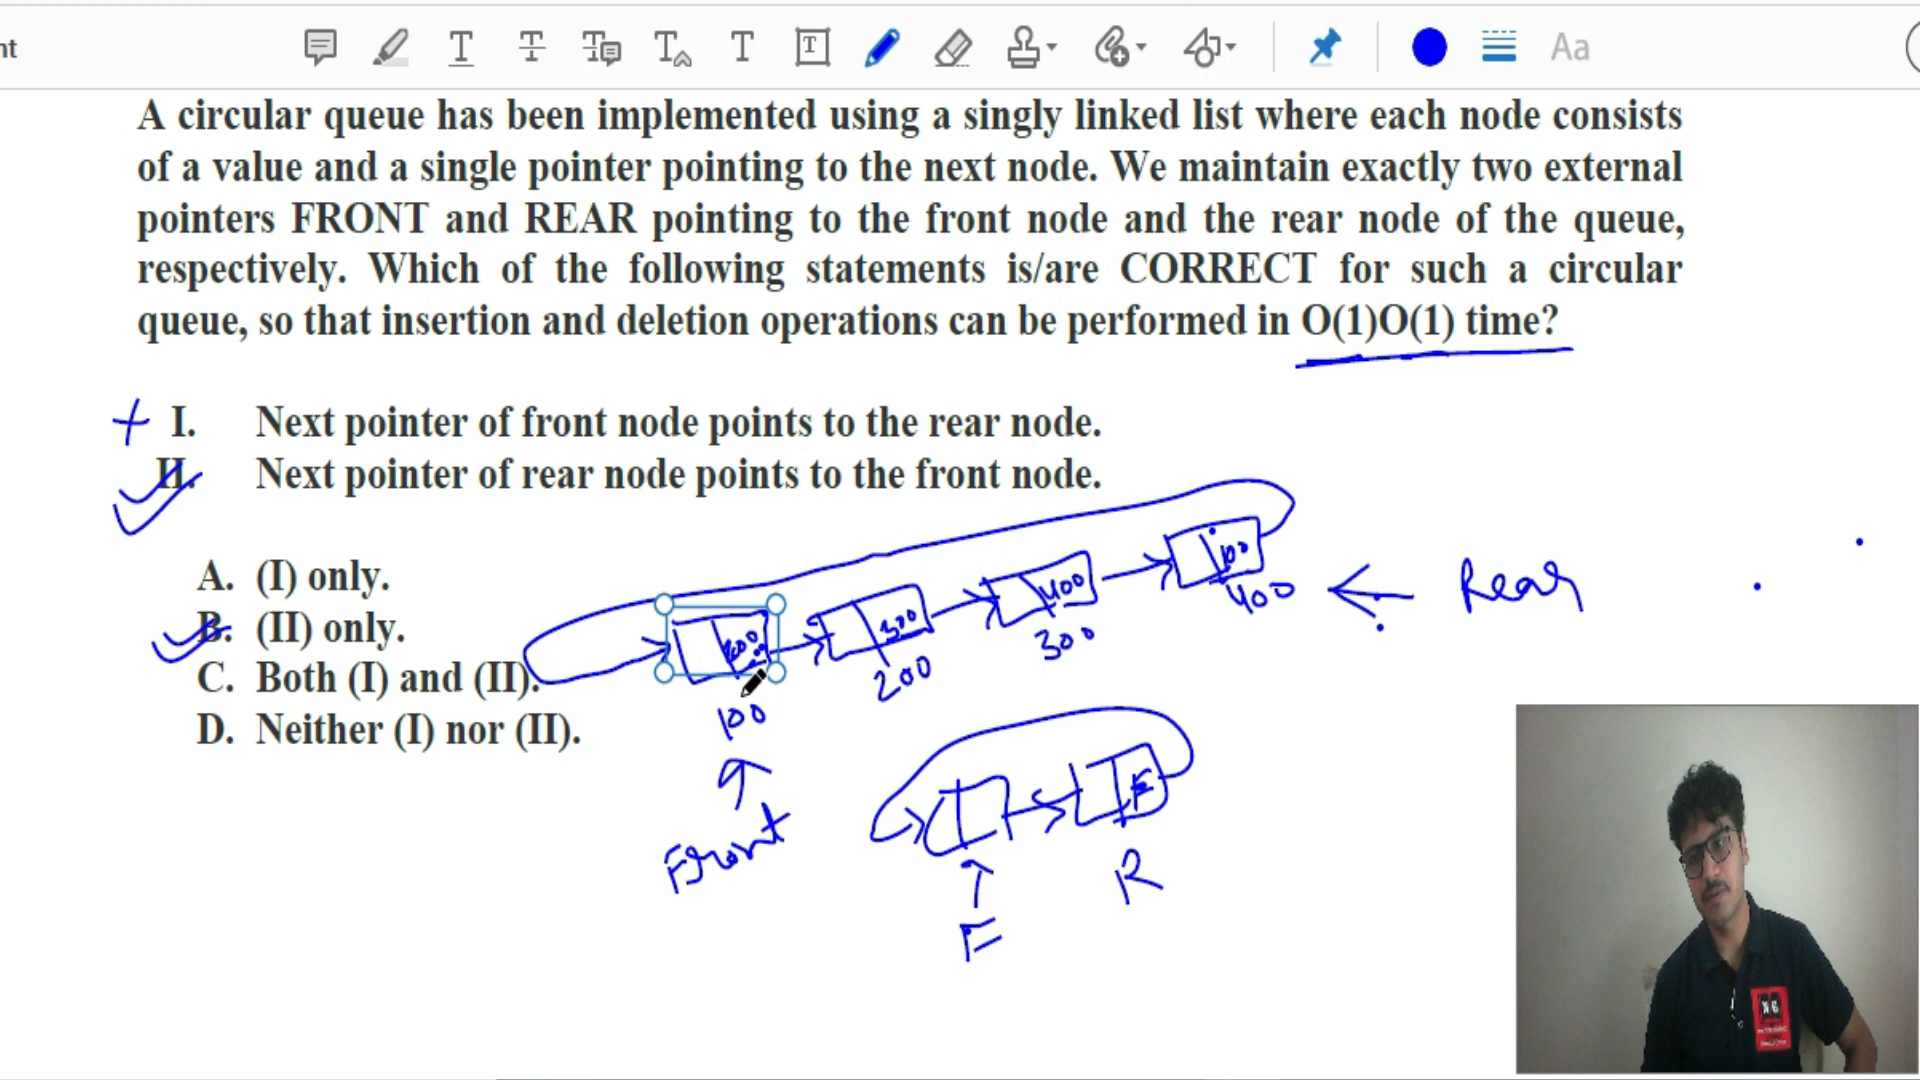 nt
Aa
A circular queue has been implemented using a singly linked list where each node consists
of a value and a single pointer pointing to the next node. We maintain exactly two external
pointers FRONT and REAR pointing to the front node and the rear node of the queue,
respectively. Which of the following statements is/are CORRECT for such a circular
queue, so that insertion and deletion operations can be performed in O(1)O(1) time?
I. Next pointer of front node points to the rear node.
II. Next pointer of rear node points to the front node.
A. (I) only.
B. (II) only.
C. Both (I) and (II).
D. Neither (I) nor (II).
300
400
100
100
200
300
400
Rear
Front
F
F
R